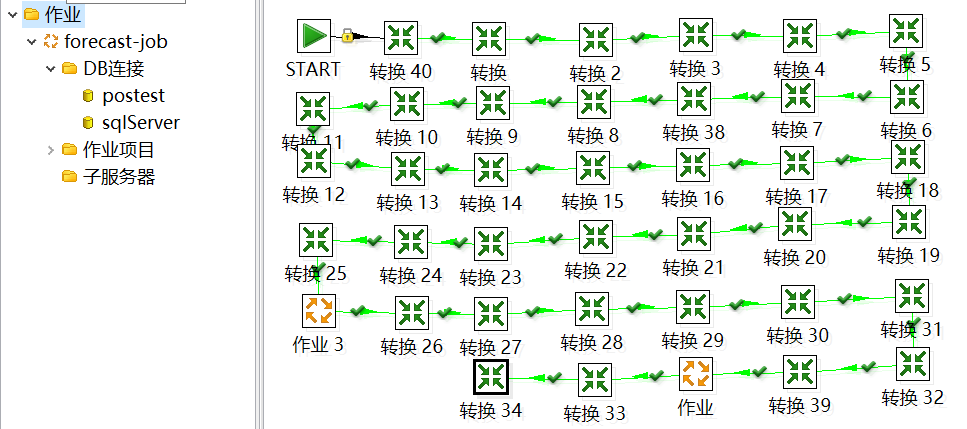 作业
forecast-job
DB连接
postest
sqlServer
作业项目
子服务器
START
转换 40
转换
转换 2
转换 3
转换 4
转换 5
转换 11
转换 10
转换 9
转换 8
转换 38
转换 7
转换 6
转换 12
转换 13
转换 14
转换 15
转换 16
转换 17
转换 18
转换 25
转换 24
转换 23
转换 22
转换 21
转换 20
转换 19
作业 3
转换 26
转换 27
转换 28
转换 29
转换 30
转换 31
转换 34
转换 33
作业
转换 39
转换 32